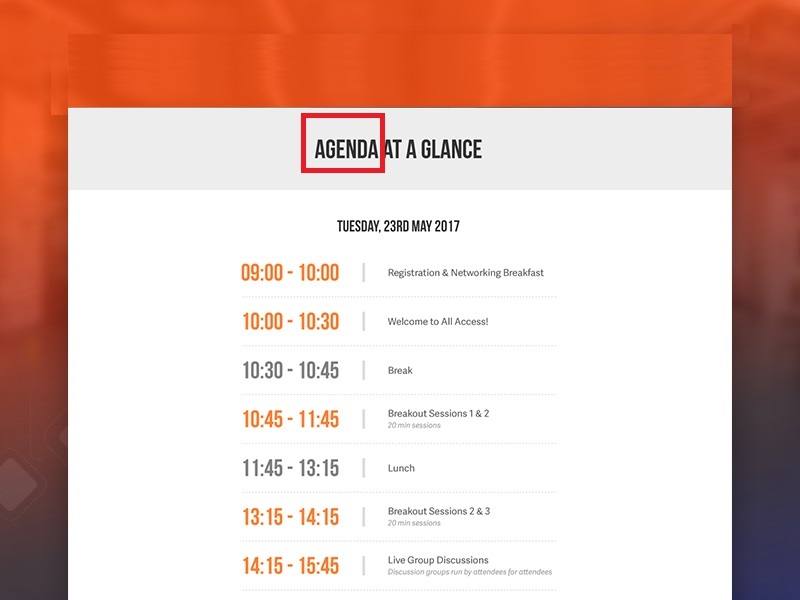 AGENDA AT A GLANCE
TUESDAY, 23RD MAY 2017
09:00 - 10:00 Registration & Networking Breakfast
10:00 - 10:30 Welcome to All Access!
10:30 - 10:45 Break
10:45 - 11:45 Breakout Sessions 1 & 2
20 min sessions
11:45 - 13:15 Lunch
13:15 - 14:15 Breakout Sessions 2 & 3
20 min sessions
14:15 - 15:45 Live Group Discussions
Discussion groups run by attendees for attendees